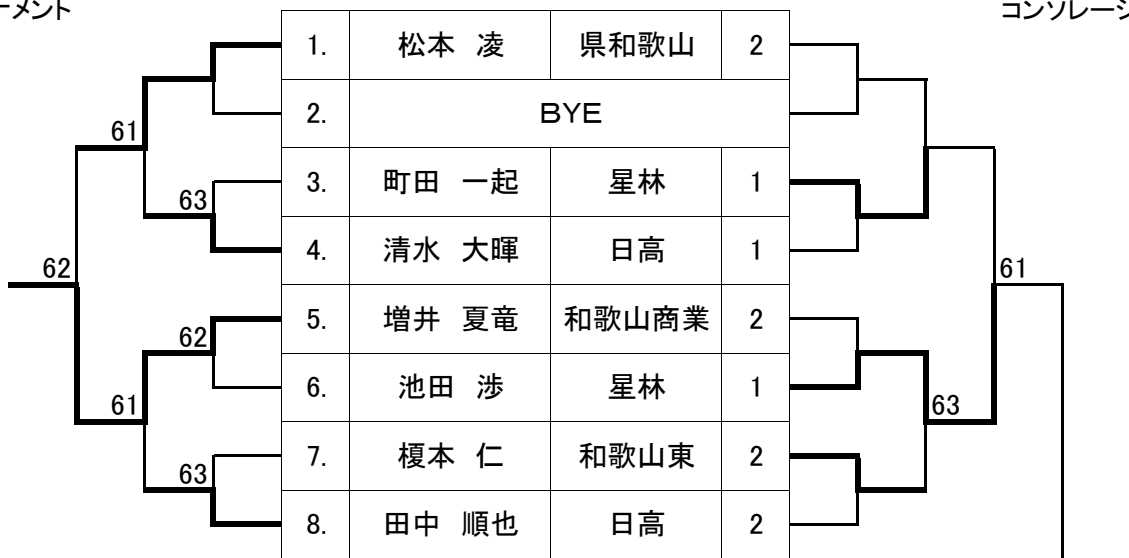 ーメント
コンソレーシ
1. 松本 凌 県和歌山 2
2. BYE
61
3. 町田 一起 星林 1
63
4. 清水 大暉 日高 1
62
61
5. 増井 夏竜 和歌山商業 2
62
6. 池田 渉 星林 1
61
63
7. 榎本 仁 和歌山東 2
63
8. 田中 順也 日高 2